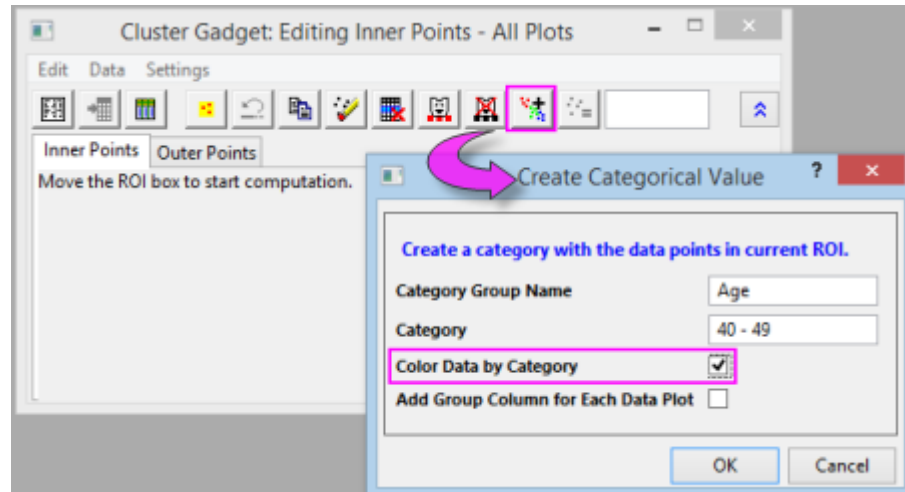 Cluster Gadget: Editing Inner Points - All Plots
Edit Data Settings
Inner Points Outer Points
Move the ROI box to start computation.
Create Categorical Value
Create a category with the data points in current ROI.
Category Group Name Age
Category 40 - 49
Color Data by Category
Add Group Column for Each Data Plot
OK Cancel